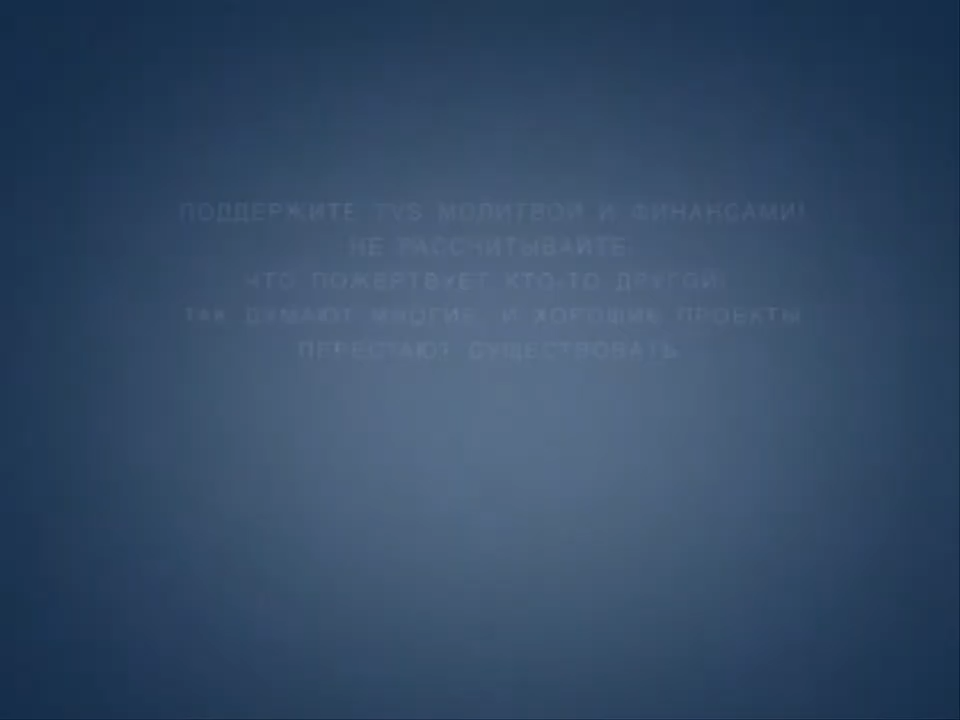 ПОДДЕРЖИТЕ TVS МОЛИТВОЙ И ФИНАНСАМИ!
НЕ РАССЧИТЫВАЙТЕ,
ЧТО ПОЖЕРТВУЕТ КТО-ТО ДРУГОЙ!
ТАК ДУМАЮТ МНОГИЕ, И ХОРОШИЕ ПРОЕКТЫ
ПЕРЕСТАЮТ СУЩЕСТВОВАТЬ